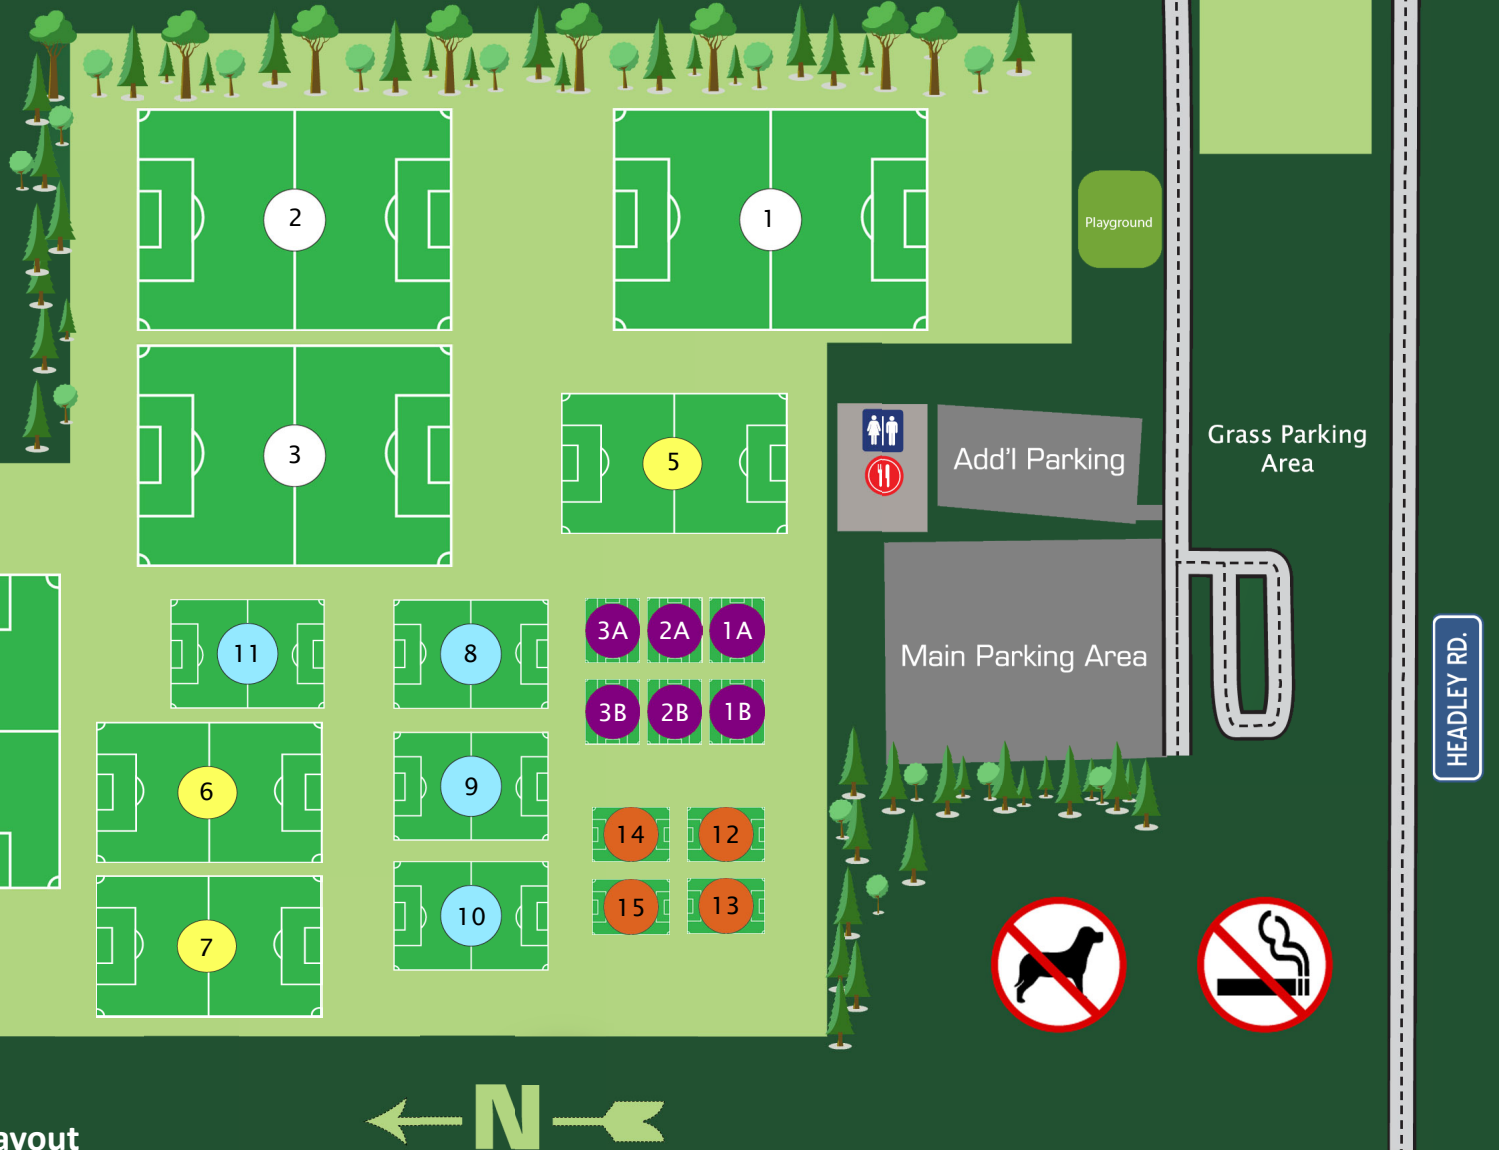 2
1
Playground
3
5
Add'l Parking
Grass Parking
Area
11
8
3A
2A
1A
Main Parking Area
3B
2B
1B
HEADLEY RD.
6
9
14
12
7
10
15
13
N
ayout